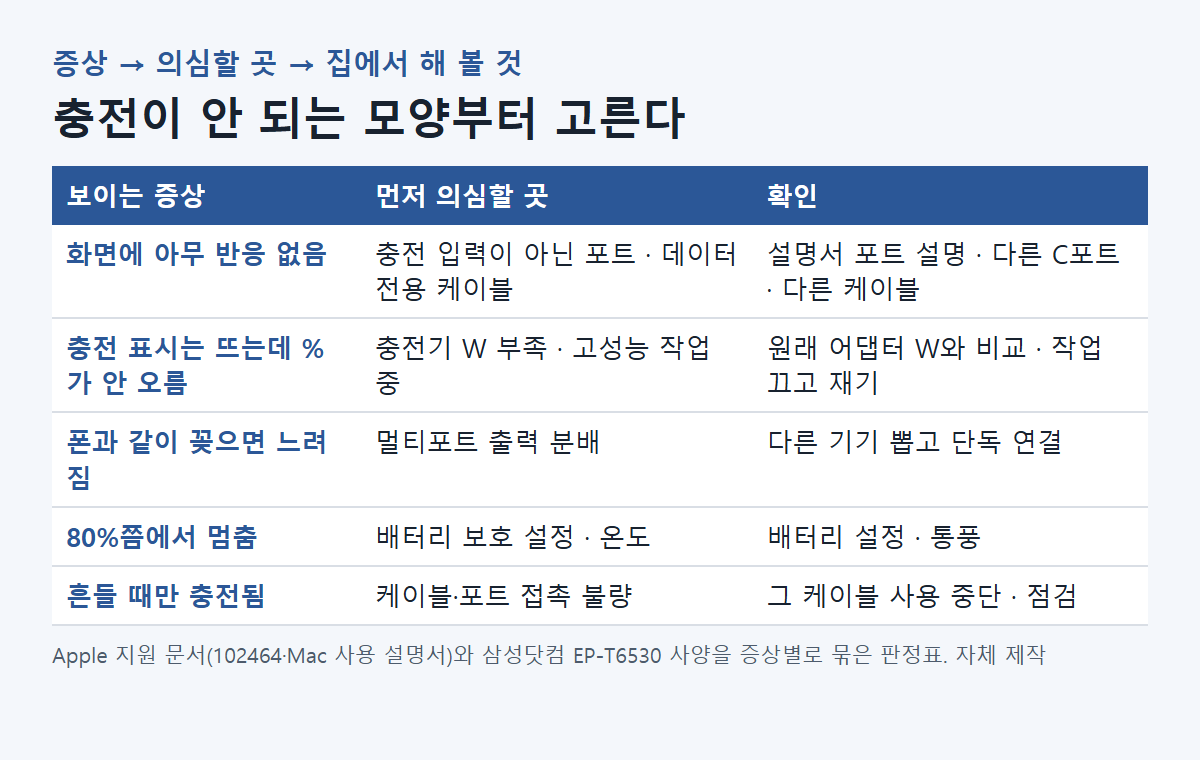 증상 → 의심할 곳 → 집에서 해 볼 것
충전이 안 되는 모양부터 고른다
보이는 증상 먼저 의심할 곳 확인
화면에 아무 반응 없음
충전 입력이 아닌 포트 · 데이터
전용 케이블
설명서 포트 설명 · 다른 C포트
· 다른 케이블
충전 표시는 뜨는데 %
가 안 오름
충전기 W 부족 · 고성능 작업
중
원래 어댑터 W와 비교 · 작업
끄고 재기
폰과 같이 꽂으면 느려
짐
멀티포트 출력 분배
다른 기기 뽑고 단독 연결
80%쯤에서 멈춤
배터리 보호 설정 · 온도
배터리 설정 · 통풍
흔들 때만 충전됨
케이블·포트 접촉 불량
그 케이블 사용 중단 · 점검
Apple 지원 문서(102464·Mac 사용 설명서)와 삼성닷컴 EP-T6530 사양을 증상별로 묶은 판정표. 자체 제작